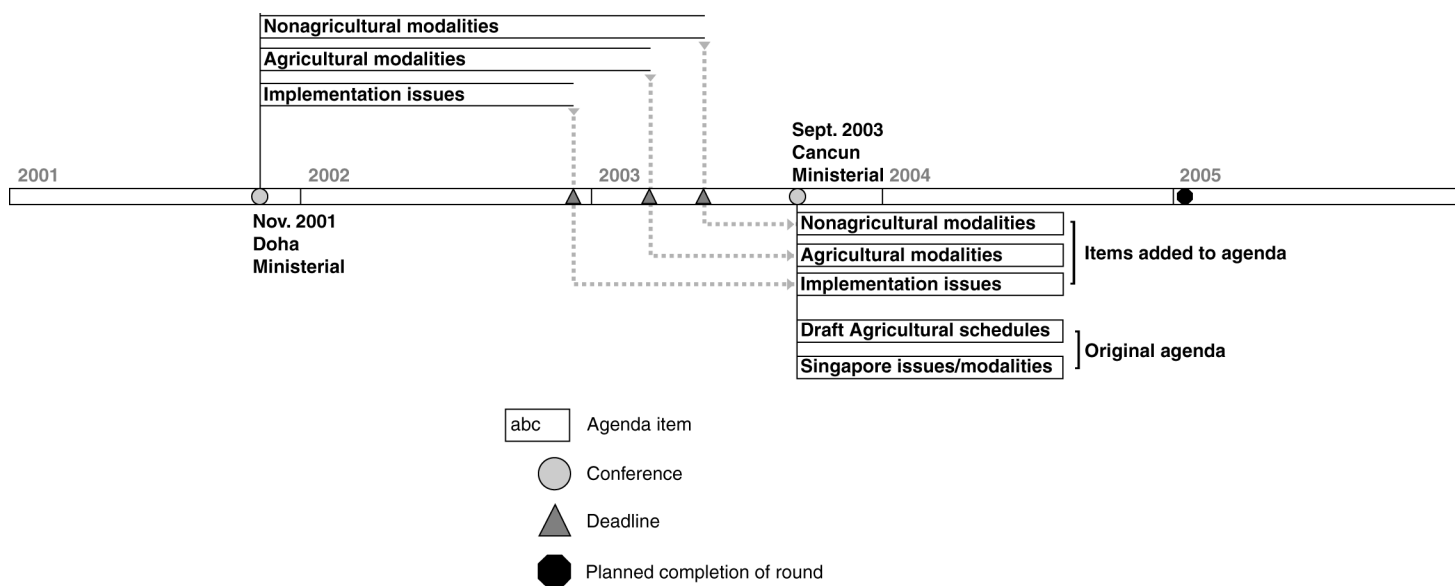 Nonagricultural modalities
Agricultural modalities
Implementation issues
Sept. 2003
Cancun
Ministerial
2001
2002
2003
2004
2005
Nov. 2001
Doha
Ministerial
Nonagricultural modalities
Agricultural modalities
Implementation issues
Items added to agenda
Draft Agricultural schedules
Singapore issues/modalities
Original agenda
abc
Agenda item
Conference
Deadline
Planned completion of round